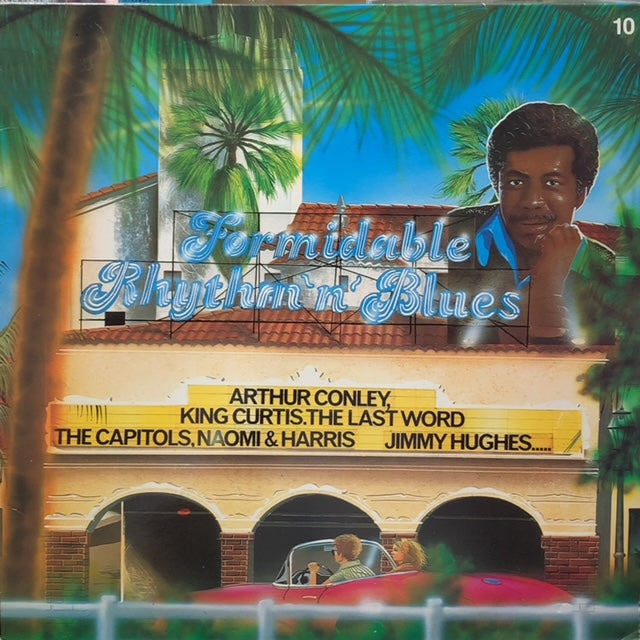 10
Formidable
Rhythm 'n' Blues
ARTHUR CONLEY,
KING CURTIS.THE LAST WORD
THE CAPITOLS, NAOMI & HARRIS JIMMY HUGHES.....